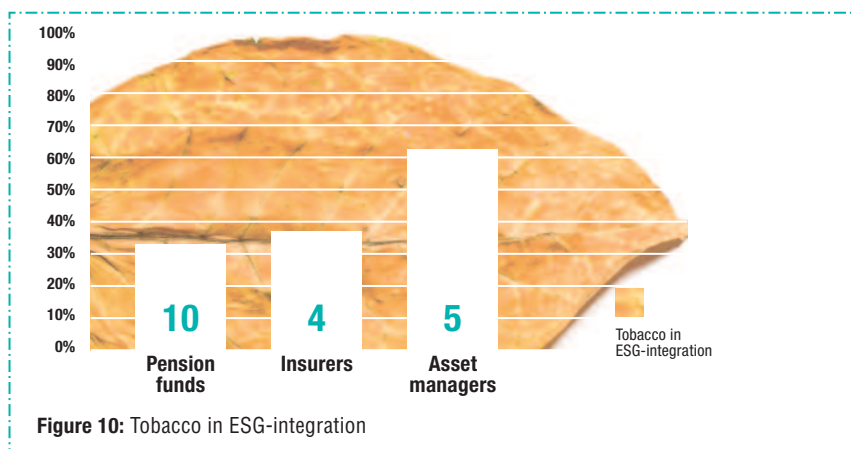 100%
90%
80%
70%
60%
50%
40%
30%
20%
10%
0%
10
4
5
Pension
funds
Insurers
Asset
managers
Tobacco in
ESG-integration
Figure 10: Tobacco in ESG-integration